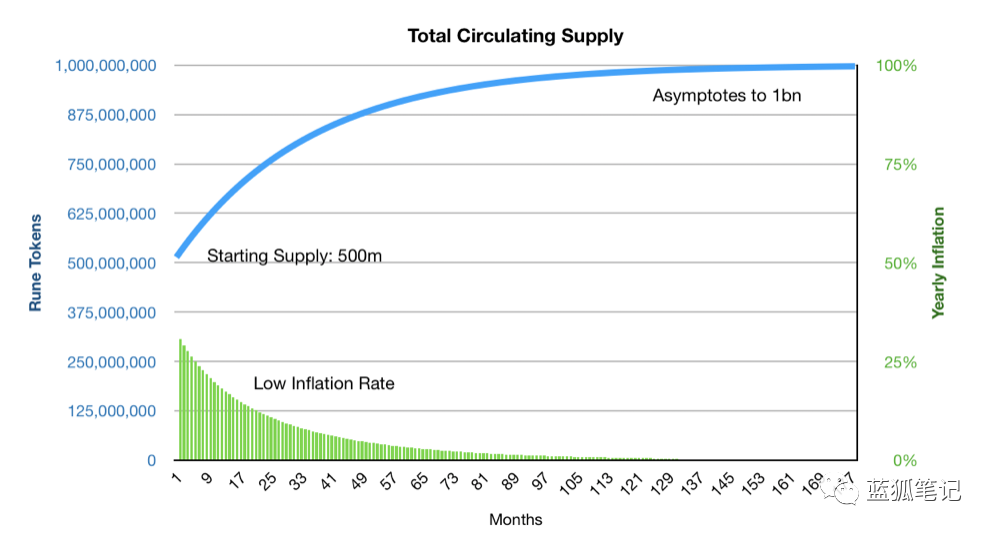 Total Circulating Supply
1,000,000,000
875,000,000
750,000,000
625,000,000
500,000,000
375,000,000
250,000,000
125,000,000
0
Rune Tokens
100%
75%
50%
25%
0%
Yearly Inflation
Asymptotes to 1bn
Starting Supply: 500m
Low Inflation Rate
1 9 17 25 33 41 49 57 65 73 81 89 97 105 113 121 129 137 145 153 161 169
Months
蓝狐笔记